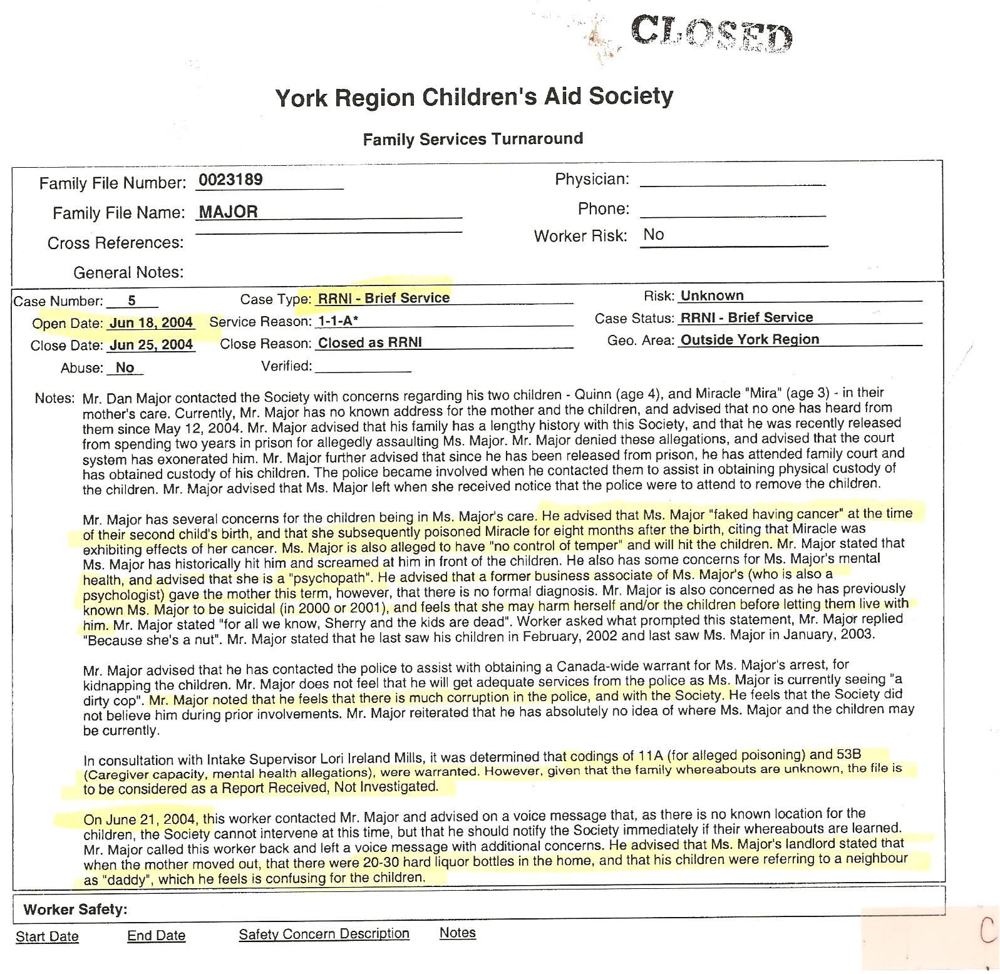 CLOSED
York Region Children's Aid Society
Family Services Turnaround
Family File Number: 0023189 Physician:
Family File Name: MAJOR Phone:
Cross References: Worker Risk: No
General Notes:
Case Number: 5 Case Type: RRNI - Brief Service Risk: Unknown
Open Date: Jun 18, 2004 Service Reason: 1-1-A* Case Status: RRNI - Brief Service
Close Date: Jun 25, 2004 Close Reason: Closed as RRNI Geo. Area: Outside York Region
Abuse: No Verified:
Notes: Mr. Dan Major contacted the Society with concerns regarding his two children - Quinn (age 4), and Miracle "Mira" (age 3) - in their
mother's care. Currently, Mr. Major has no known address for the mother and the children, and advised that no one has heard from
them since May 12, 2004. Mr. Major advised that his family has a lengthy history with this Society, and that he was recently released
from spending two years in prison for allegedly assaulting Ms. Major. Mr. Major denied these allegations, and advised that the court
system has exonerated him. Mr. Major further advised that since he has been released from prison, he has attended family court and
has obtained custody of his children. The police became involved when he contacted them to assist in obtaining physical custody of
the children. Mr. Major advised that Ms. Major left when she received notice that the police were to attend to remove the children.
Mr. Major has several concerns for the children being in Ms. Major's care. He advised that Ms. Major "faked having cancer" at the time
of their second child's birth, and that she subsequently poisoned Miracle for eight months after the birth, citing that Miracle was
exhibiting effects of her cancer. Ms. Major is also alleged to have "no control of temper" and will hit the children. Mr. Major stated that
Ms. Major has historically hit him and screamed at him in front of the children. He also has some concerns for Ms. Major's mental
health, and advised that she is a "psychopath". He advised that a former business associate of Ms. Major's (who is also a
psychologist) gave the mother this term, however, that there is no formal diagnosis. Mr. Major is also concerned as he has previously
known Ms. Major to be suicidal (in 2000 or 2001), and feels that she may harm herself and/or the children before letting them live with
him. Mr. Major stated "for all we know, Sherry and the kids are dead". Worker asked what prompted this statement, Mr. Major replied
"Because she's a nut". Mr. Major stated that he last saw his children in February, 2002 and last saw Ms. Major in January, 2003.
Mr. Major advised that he has contacted the police to assist with obtaining a Canada-wide warrant for Ms. Major's arrest, for
kidnapping the children. Mr. Major does not feel that he will get adequate services from the police as Ms. Major is currently seeing "a
dirty cop". Mr. Major noted that he feels that there is much corruption in the police, and with the Society. He feels that the Society did
not believe him during prior involvements. Mr. Major reiterated that he has absolutely no idea of where Ms. Major and the children may
be currently.
In consultation with Intake Supervisor Lori Ireland Mills, it was determined that codings of 11A (for alleged poisoning) and 53B
(Caregiver capacity, mental health allegations), were warranted. However, given that the family whereabouts are unknown, the file is
to be considered as a Report Received, Not Investigated.
On June 21, 2004, this worker contacted Mr. Major and advised on a voice message that, as there is no known location for the
children, the Society cannot intervene at this time, but that he should notify the Society immediately if their whereabouts are learned.
Mr. Major called this worker back and left a voice message with additional concerns. He advised that Ms. Major's landlord stated that
when the mother moved out, that there were 20-30 hard liquor bottles in the home, and that his children were referring to a neighbour
as "daddy", which he feels is confusing for the children.
Worker Safety:
Start Date End Date Safety Concern Description Notes
C